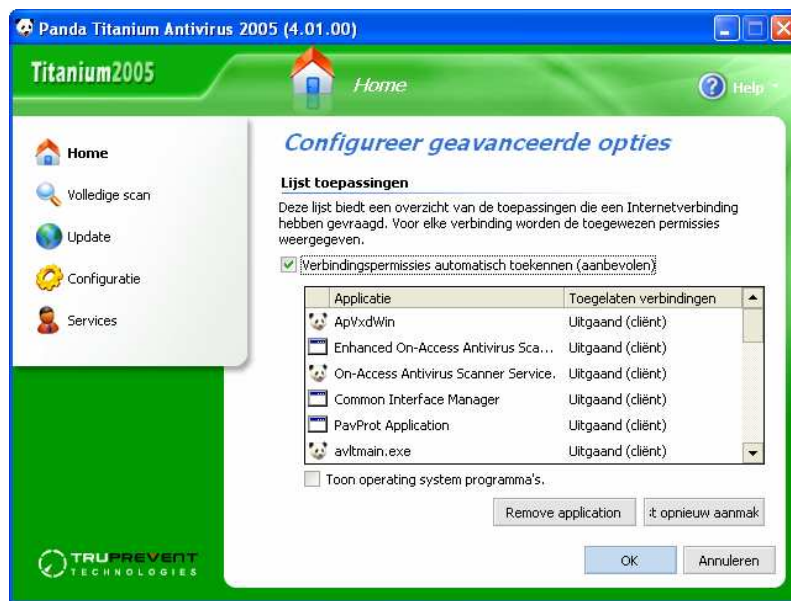 Panda Titanium Antivirus 2005 (4.01.00)
Titanium2005
Home
Help
Home
Volledige scan
Update
Configuratie
Services
Configureer geavanceerde opties
Lijst toepassingen
Deze lijst biedt een overzicht van de toepassingen die een Internetverbinding
hebben gevraagd. Voor elke verbinding worden de toegewezen permissies
weergegeven.
Verbindingspermissies automatisch toekennen (aanbevolen)
Applicatie Toegelaten verbindingen
ApVxdWin Uitgaand (cliënt)
Enhanced On-Access Antivirus Sca... Uitgaand (cliënt)
On-Access Antivirus Scanner Service. Uitgaand (cliënt)
Common Interface Manager Uitgaand (cliënt)
PavProt Application Uitgaand (cliënt)
avltmain.exe Uitgaand (cliënt)
Toon operating system programma's.
Remove application
:t opnieuw aanmak
OK
Annuleren
TRUPREVENT
TECHNOLOGIES